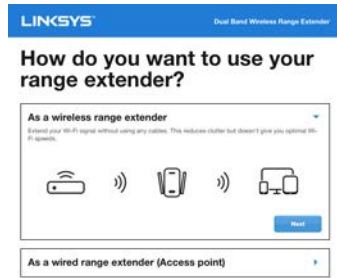 LINKSYS
Dual Band Wireless Range Extender
How do you want to use your
range extender?
As a wireless range extender
Extend your Wi-Fi signal without using any cables. This reduces clutter but doesn't give you optimal Wi-
Fi speeds.
Next
As a wired range extender (Access point)